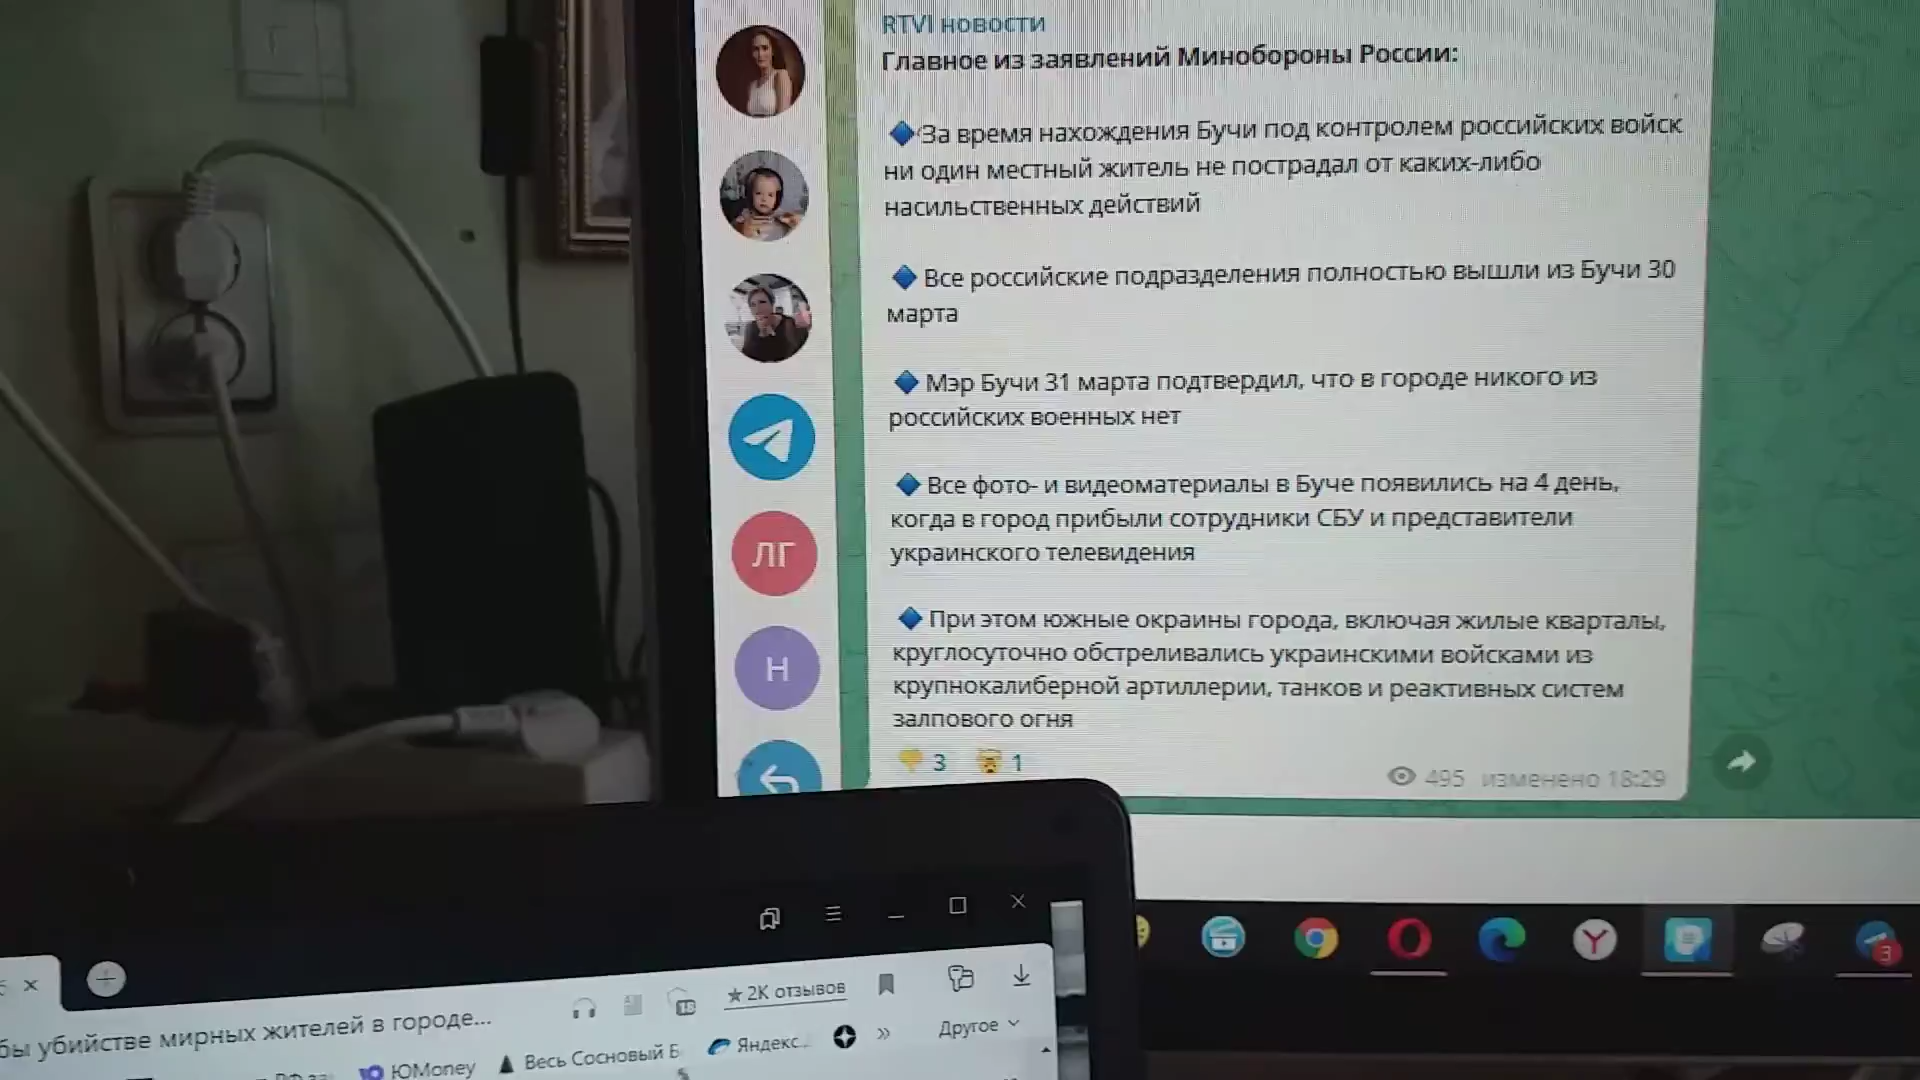 RTVI новости
Главное из заявлений Минобороны России:
За время нахождения Бучи под контролем российских войск
ни один местный житель не пострадал от каких-либо
насильственных действий
Все российские подразделения полностью вышли из Бучи 30
марта
Мэр Бучи 31 марта подтвердил, что в городе никого из
российских военных нет
Все фото- и видеоматериалы в Буче появились на 4 день,
когда в город прибыли сотрудники СБУ и представители
украинского телевидения
При этом южные окраины города, включая жилые кварталы,
круглосуточно обстреливались украинскими войсками из
крупнокалиберной артиллерии, танков и реактивных систем
залпового огня
3 1
495 изменено 18:29
ЛГ
Н
3
2К отзывов
убийстве мирных жителей в городе...
ЮMoney
Весь Сосновый Б
Яндекс...
Другое